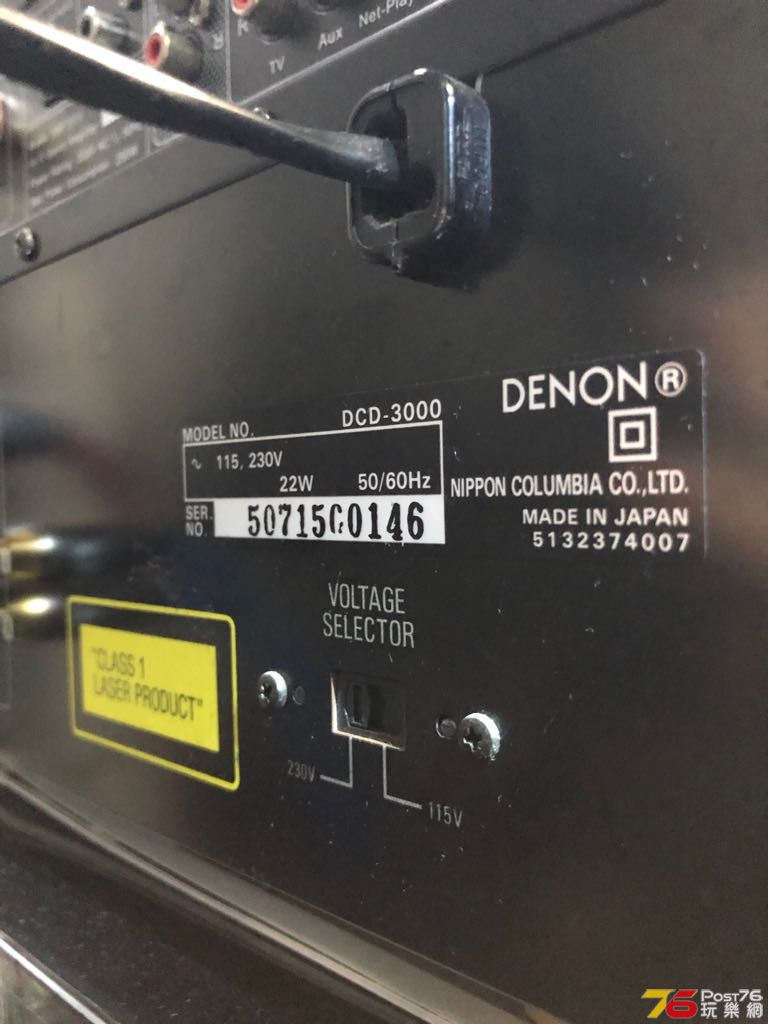 R
Aux
Net-Play
TV
R
DENON®
MODEL NO. DCD-3000
∿ 115, 230V
22W 50/60Hz
NIPPON COLUMBIA CO.,LTD.
SER. NO. 50715G0146
MADE IN JAPAN
5132374007
VOLTAGE
SELECTOR
"CLASS 1
LASER PRODUCT"
230V
115V
76 Post76
玩樂網